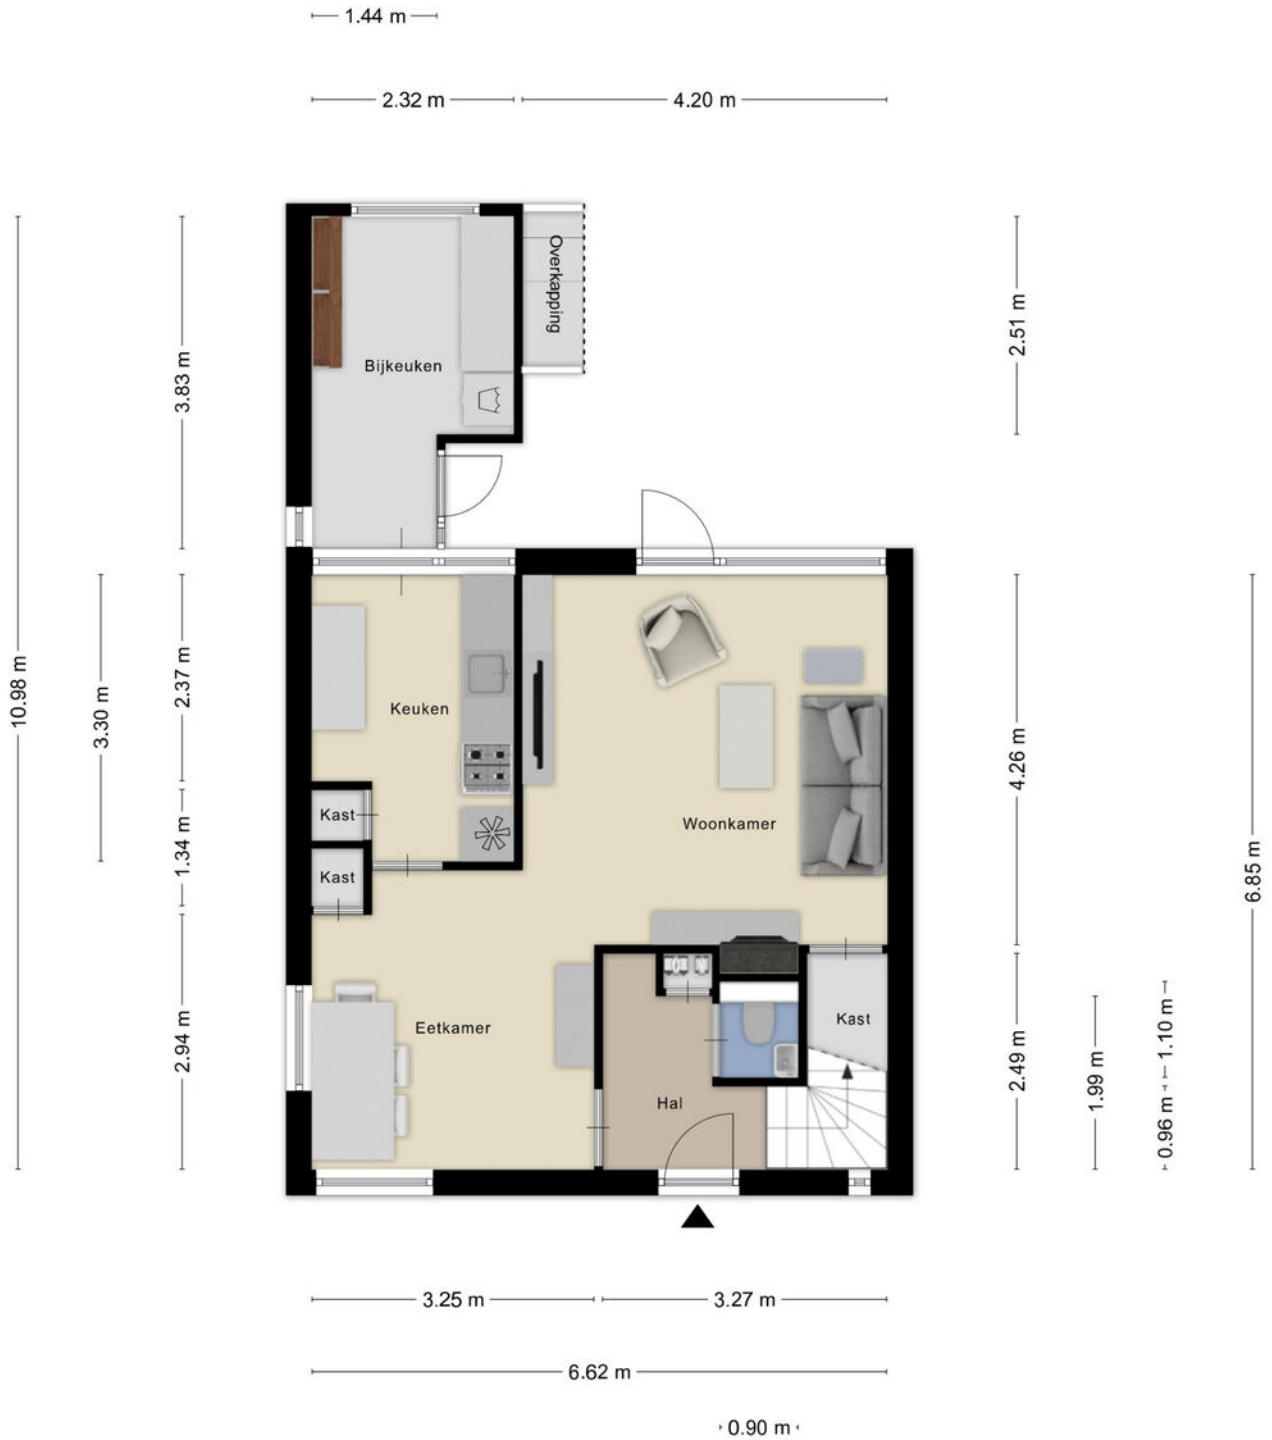 1.44 m
2.32 m
4.20 m
Overkapping
Bijkeuken
3.83 m
2.51 m
10.98 m
3.30 m
2.37 m
Keuken
Woonkamer
4.26 m
6.85 m
Kast
1.34 m
Kast
Eetkamer
2.94 m
Hal
Kast
2.49 m
1.99 m
1.10 m
0.96 m
3.25 m
3.27 m
6.62 m
0.90 m